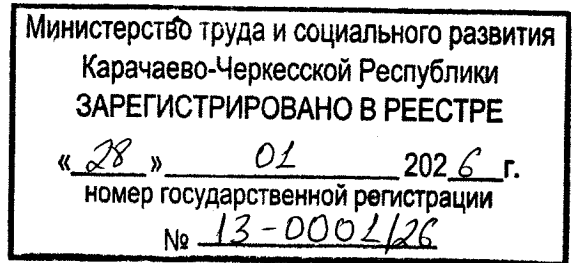 Министерство труда и социального развития
Карачаево-Черкесской Республики
ЗАРЕГИСТРИРОВАНО В РЕЕСТРЕ
«28» 01 2026 г.
номер государственной регистрации
№ 13-0001/26